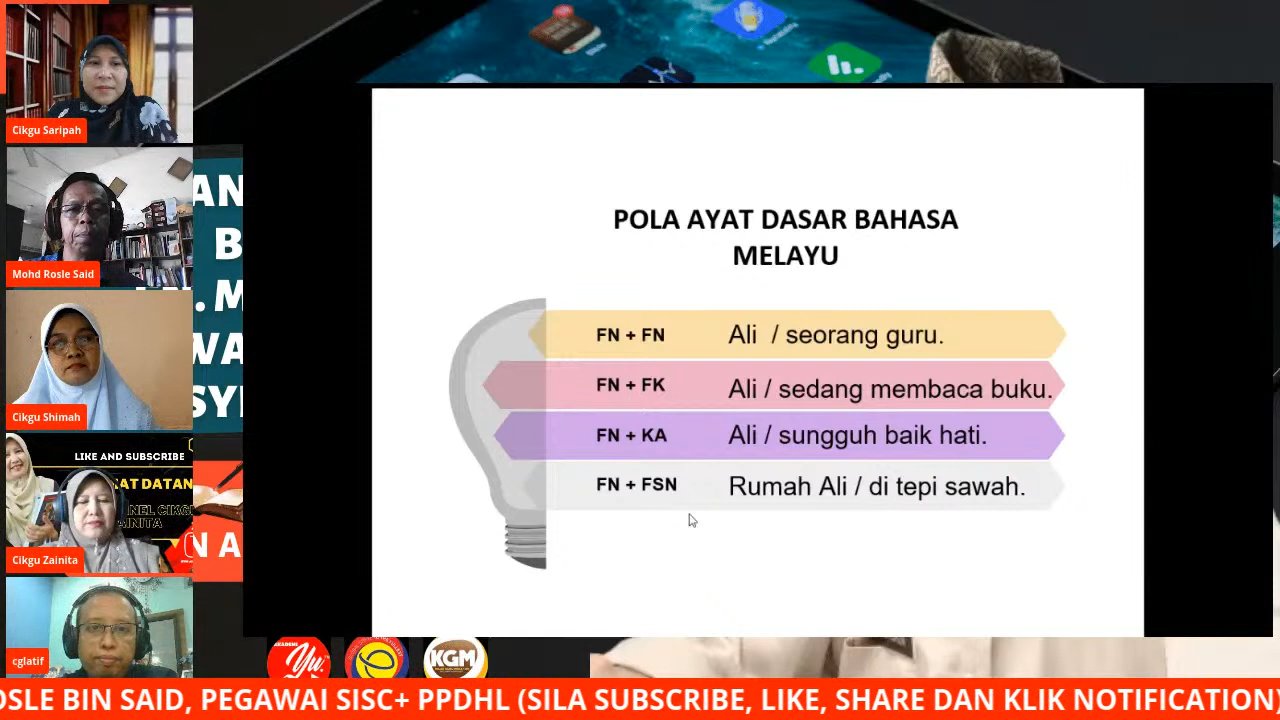 Cikgu Saripah
Mohd Rosle Said
Cikgu Shimah
LIKE AND SUBSCRIBE
Cikgu Zainita
cglatif
POLA AYAT DASAR BAHASA
MELAYU
FN + FN Ali / seorang guru.
FN + FK Ali / sedang membaca buku.
FN + KA Ali / sungguh baik hati.
FN + FSN Rumah Ali / di tepi sawah.
Yu.
KGM
OSLE BIN SAID, PEGAWAI SISC+ PPDHL (SILA SUBSCRIBE, LIKE, SHARE DAN KLIK NOTIFICATION)